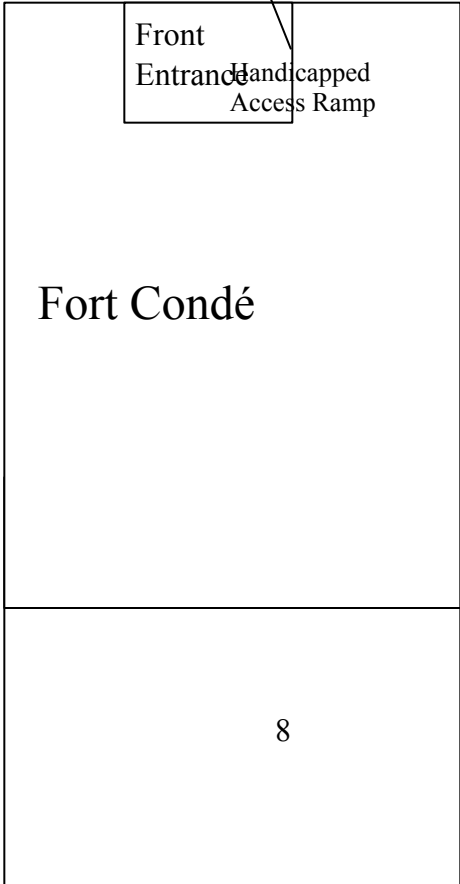 Front
Entrance
Handicapped
Access Ramp
Fort Condé
8